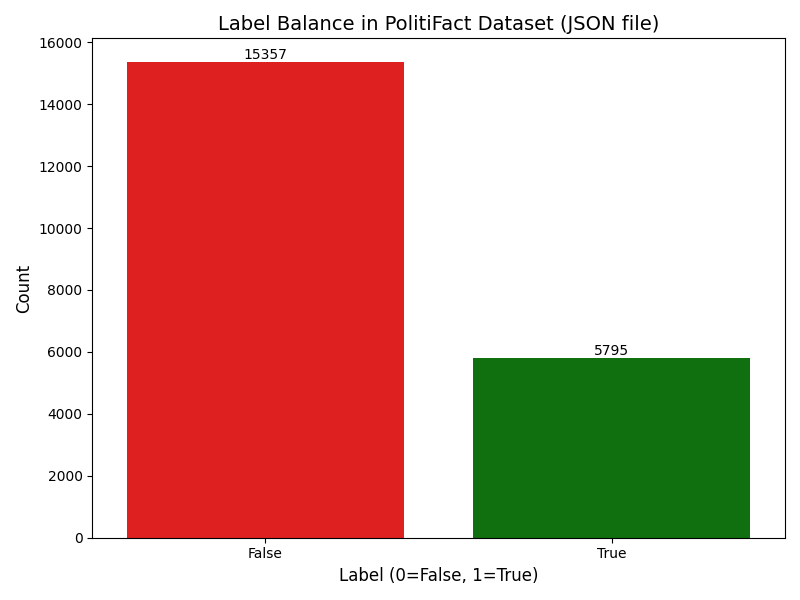 Label Balance in PolitiFact Dataset (JSON file)
16000
15357
14000
12000
10000
8000
6000
5795
4000
2000
0
Count
False
True
Label (0=False, 1=True)